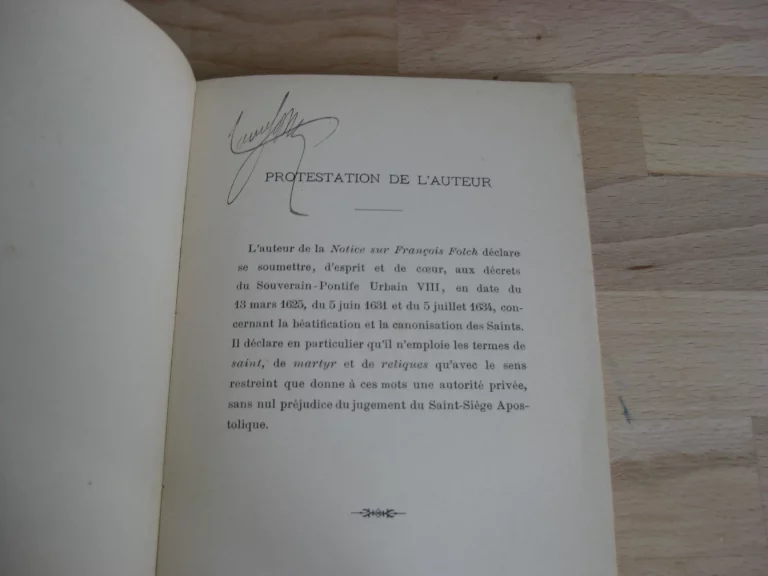 PROTESTATION DE L'AUTEUR
L'auteur de la Notice sur François Folch déclare
se soumettre, d'esprit et de cœur, aux décrets
du Souverain-Pontife Urbain VIII, en date du
13 mars 1625, du 5 juin 1631 et du 5 juillet 1634, con-
cernant la béatification et la canonisation des Saints.
Il déclare en particulier qu'il n'emploie les termes de
saint, de martyr et de reliques qu'avec le sens
restreint que donne à ces mots une autorité privée,
sans nul préjudice du jugement du Saint-Siège Apos-
tolique.